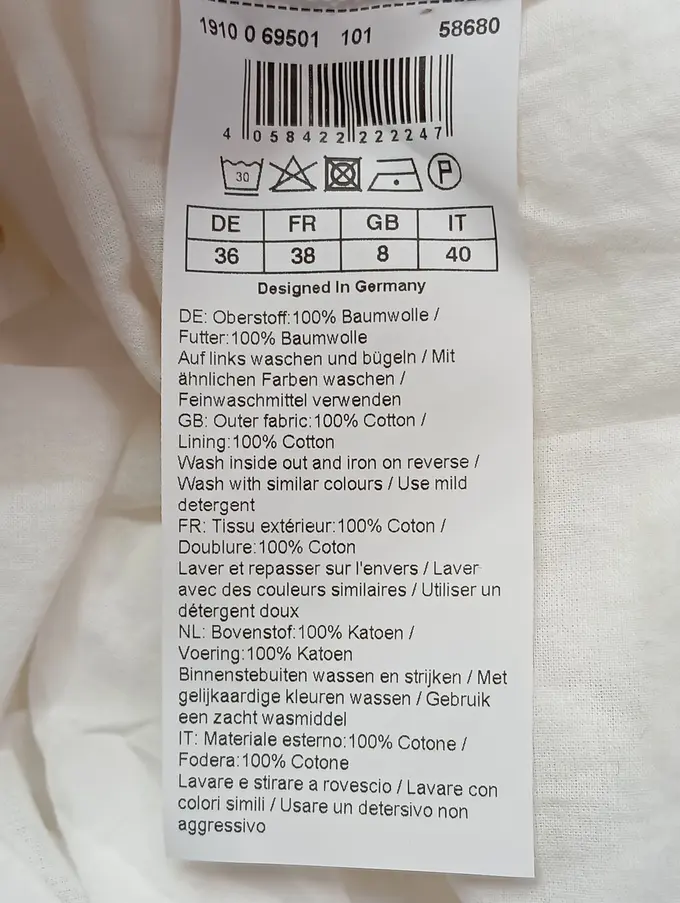 1910 0 69501 101 58680
4 058422 222247
30 P
DE FR GB IT
36 38 8 40
Designed In Germany
DE: Oberstoff:100% Baumwolle /
Futter:100% Baumwolle
Auf links waschen und bügeln / Mit
ähnlichen Farben waschen /
Feinwaschmittel verwenden
GB: Outer fabric:100% Cotton /
Lining:100% Cotton
Wash inside out and iron on reverse /
Wash with similar colours / Use mild
detergent
FR: Tissu extérieur:100% Coton /
Doublure:100% Coton
Laver et repasser sur l'envers / Laver
avec des couleurs similaires / Utiliser un
détergent doux
NL: Bovenstof:100% Katoen /
Voering:100% Katoen
Binnenstebuiten wassen en strijken / Met
gelijkaardige kleuren wassen / Gebruik
een zacht wasmiddel
IT: Materiale esterno:100% Cotone /
Fodera:100% Cotone
Lavare e stirare a rovescio / Lavare con
colori simili / Usare un detersivo non
aggressivo